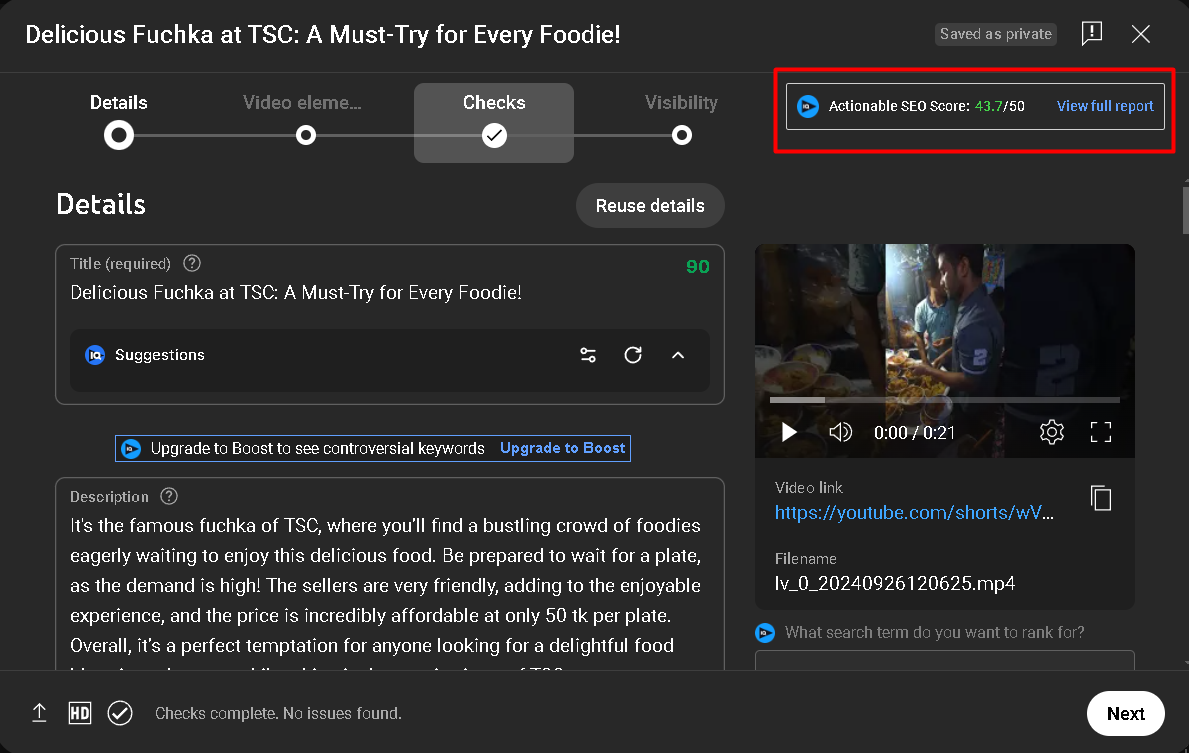 Delicious Fuchka at TSC: A Must-Try for Every Foodie!
Saved as private
Details
Video eleme...
Checks
Visibility
Actionable SEO Score: 43.7/50
View full report
Details
Reuse details
Title (required)
90
Delicious Fuchka at TSC: A Must-Try for Every Foodie!
Suggestions
Upgrade to Boost to see controversial keywords
Upgrade to Boost
Description
It's the famous fuchka of TSC, where you'll find a bustling crowd of foodies
eagerly waiting to enjoy this delicious food. Be prepared to wait for a plate,
as the demand is high! The sellers are very friendly, adding to the enjoyable
experience, and the price is incredibly affordable at only 50 tk per plate.
Overall, it's a perfect temptation for anyone looking for a delightful food
2
0:00 / 0:21
Video link
https://youtube.com/shorts/wV...
Filename
lv_0_20240926120625.mp4
What search term do you want to rank for?
HD
Checks complete. No issues found.
Next